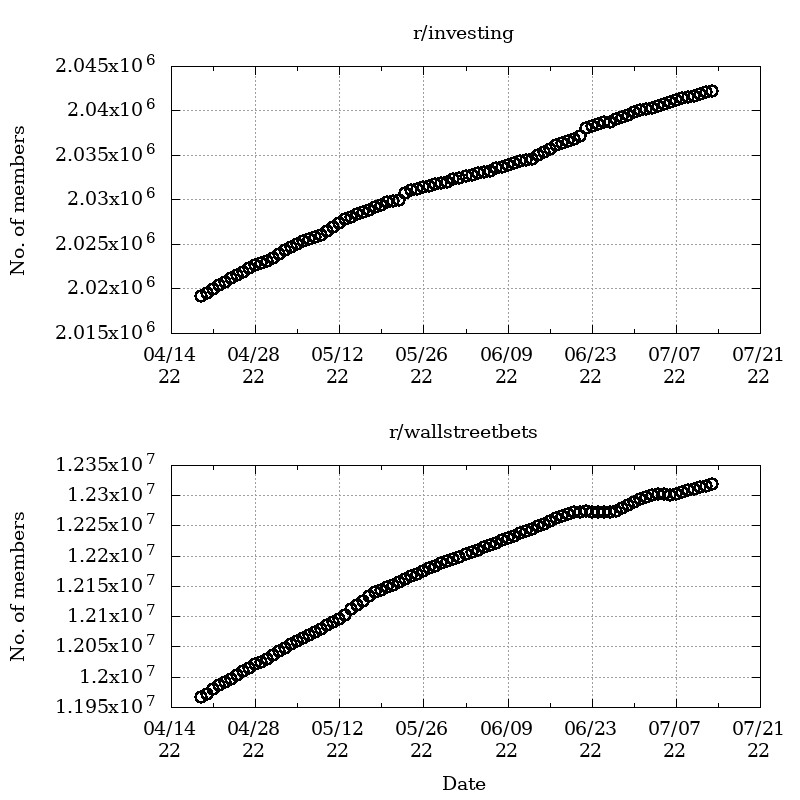 r/investing
No. of members
2.045x10^6
2.04x10^6
2.035x10^6
2.03x10^6
2.025x10^6
2.02x10^6
2.015x10^6
04/14 04/28 05/12 05/26 06/09 06/23 07/07 07/21
22 22 22 22 22 22 22 22
r/wallstreetbets
No. of members
1.235x10^7
1.23x10^7
1.225x10^7
1.22x10^7
1.215x10^7
1.21x10^7
1.205x10^7
1.2x10^7
1.195x10^7
04/14 04/28 05/12 05/26 06/09 06/23 07/07 07/21
22 22 22 22 22 22 22 22
Date